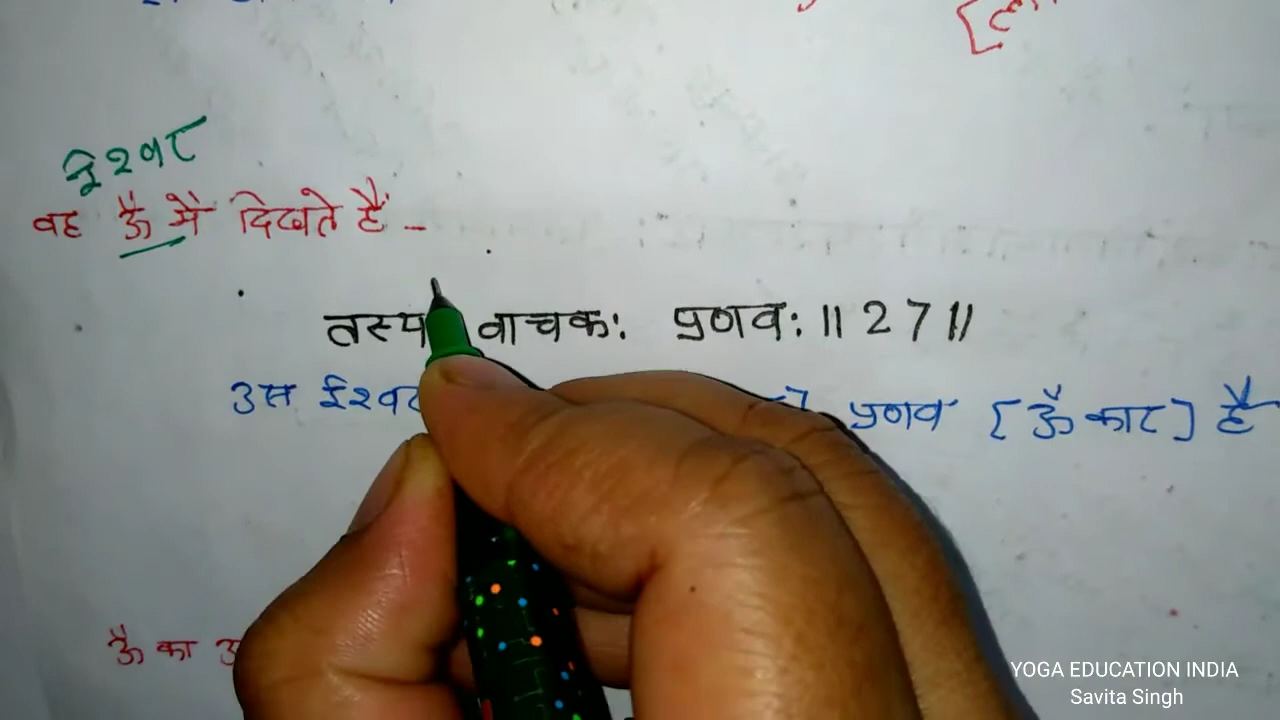 ईश्वर
वह ऊँ में दिखते हैं -
तस्य वाचकः प्रणवः ॥ 27 ॥
उस ईश्वर प्रणव [ऊँ कार] है
ऊँ का
YOGA EDUCATION INDIA
Savita Singh